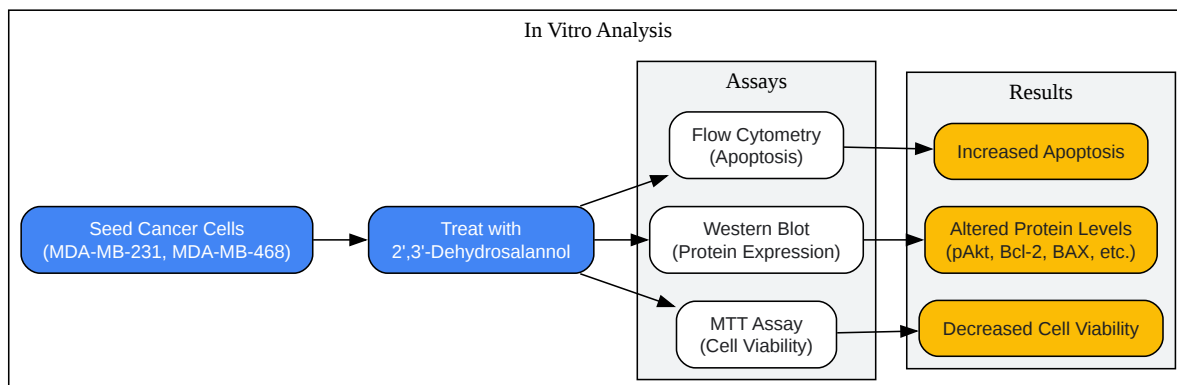 In Vitro Analysis
Assays
Results
Flow Cytometry
(Apoptosis)
Increased Apoptosis
Seed Cancer Cells
(MDA-MB-231, MDA-MB-468)
Treat with
2',3'-Dehydrosalannol
Western Blot
(Protein Expression)
Altered Protein Levels
(pAkt, Bcl-2, BAX, etc.)
MTT Assay
(Cell Viability)
Decreased Cell Viability